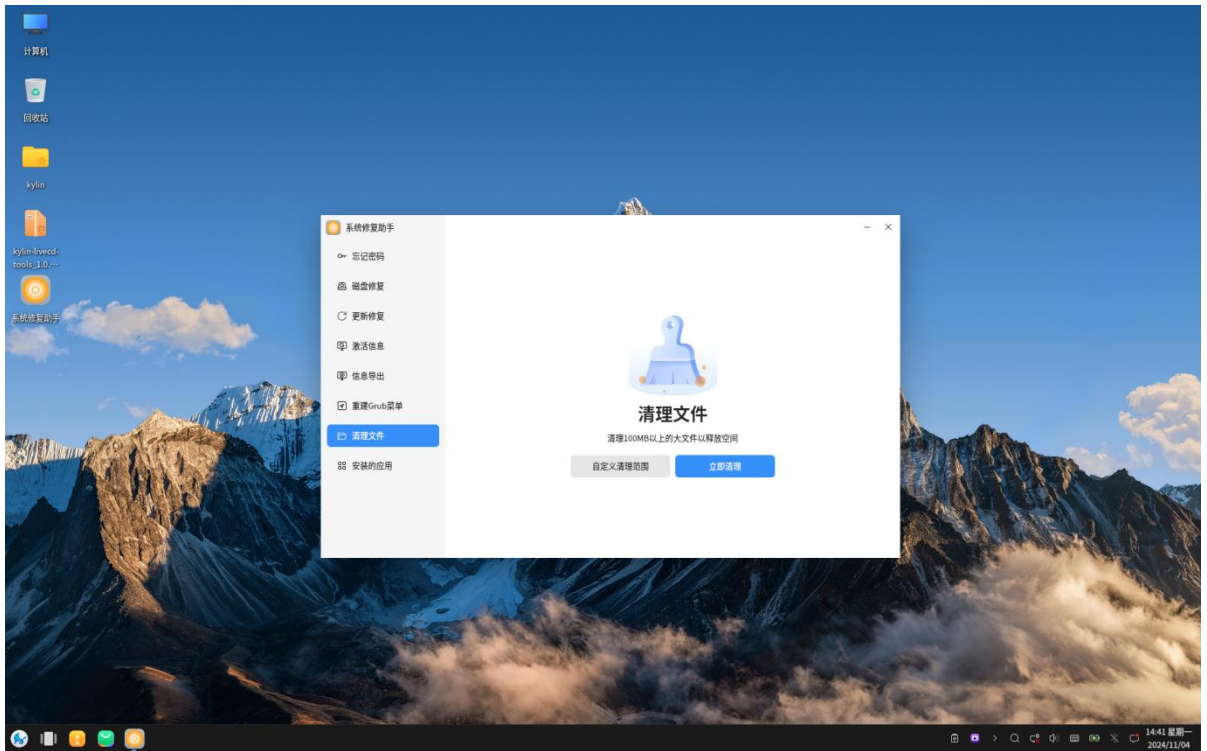 计算机
回收站
kylin
kylin-livecd-
tools_1.0.…
系统修复助手
系统修复助手
忘记密码
磁盘修复
更新修复
激活信息
信息导出
重建Grub菜单
清理文件
安装的应用
清理文件
清理100MB以上的大文件以释放空间
自定义清理范围
立即清理
14:41 星期一
2024/11/04